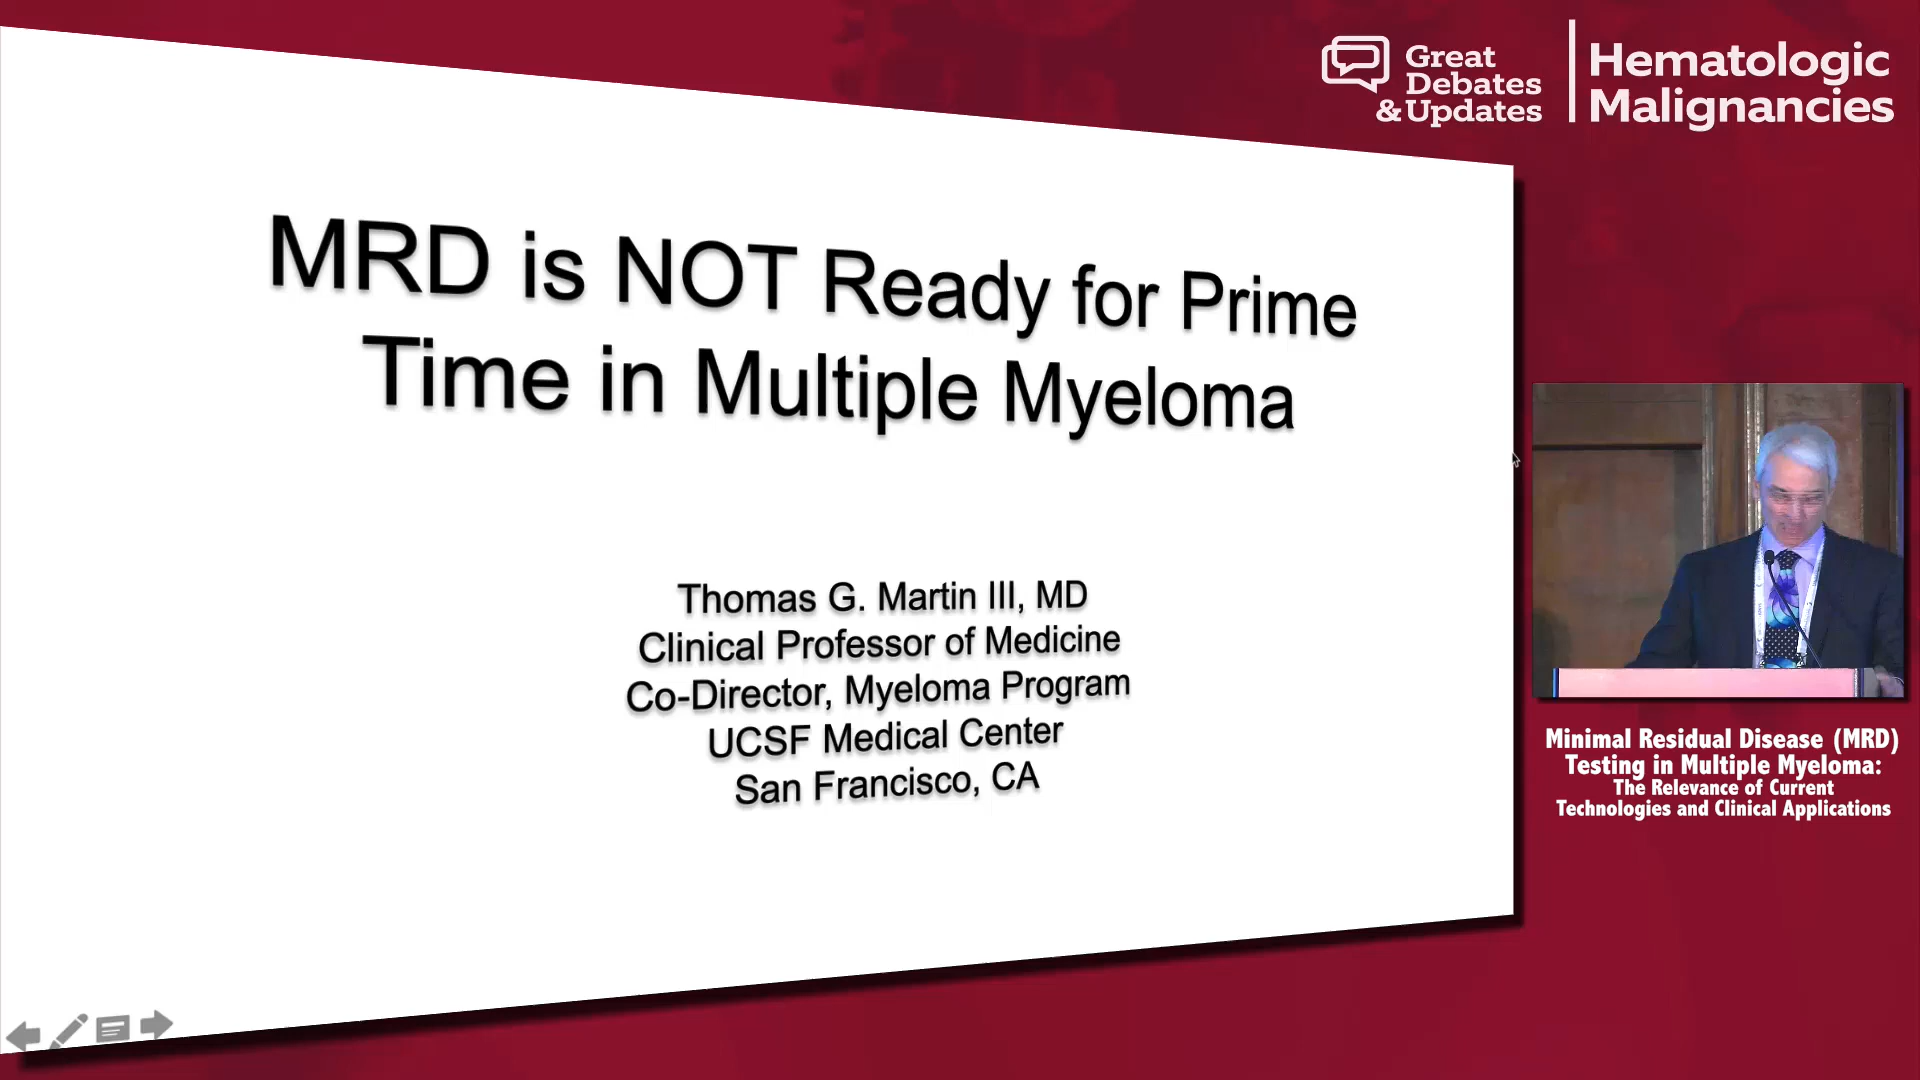 Great
Debates
& Updates
Hematologic
Malignancies
MRD is NOT Ready for Prime
Time in Multiple Myeloma
Thomas G. Martin III, MD
Clinical Professor of Medicine
Co-Director, Myeloma Program
UCSF Medical Center
San Francisco, CA
Minimal Residual Disease (MRD)
Testing in Multiple Myeloma:
The Relevance of Current
Technologies and Clinical Applications